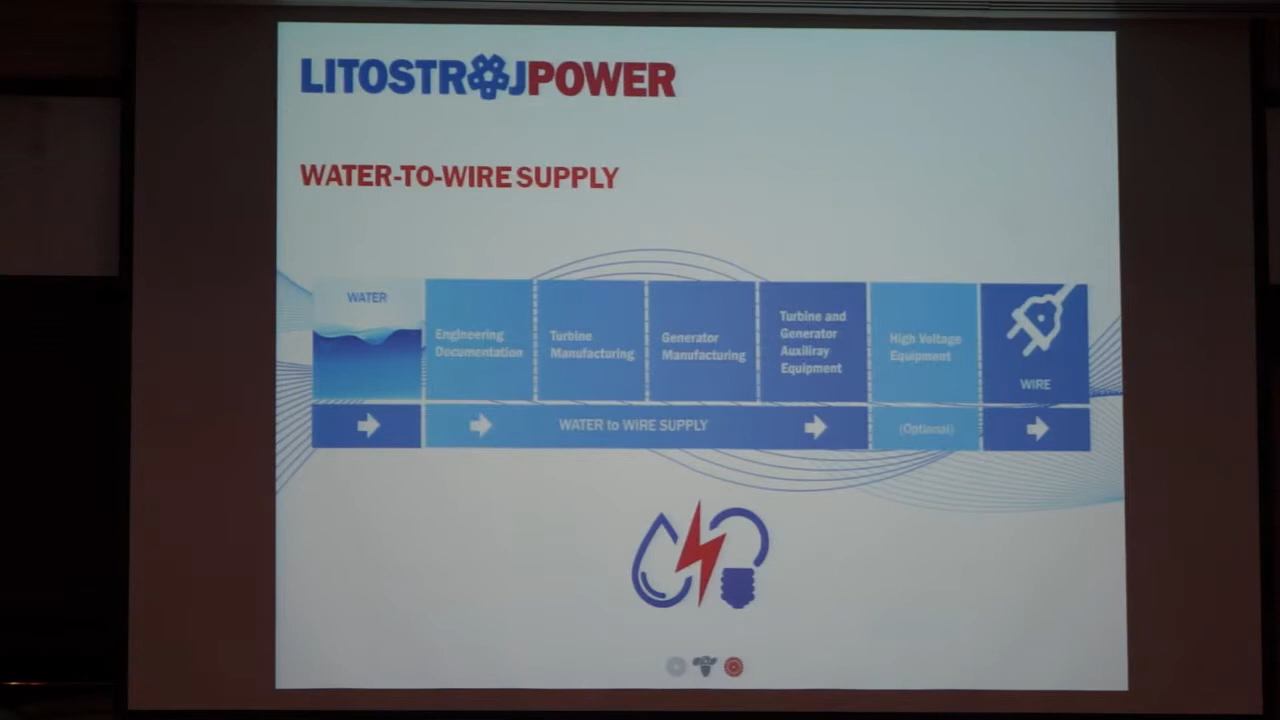 LITOSTROJPOWER
WATER-TO-WIRE SUPPLY
WATER
Engineering
Documentation
Turbine
Manufacturing
Generator
Manufacturing
Turbine and
Generator
Auxiliray
Equipment
High Voltage
Equipment
WIRE
WATER to WIRE SUPPLY
(Optional)